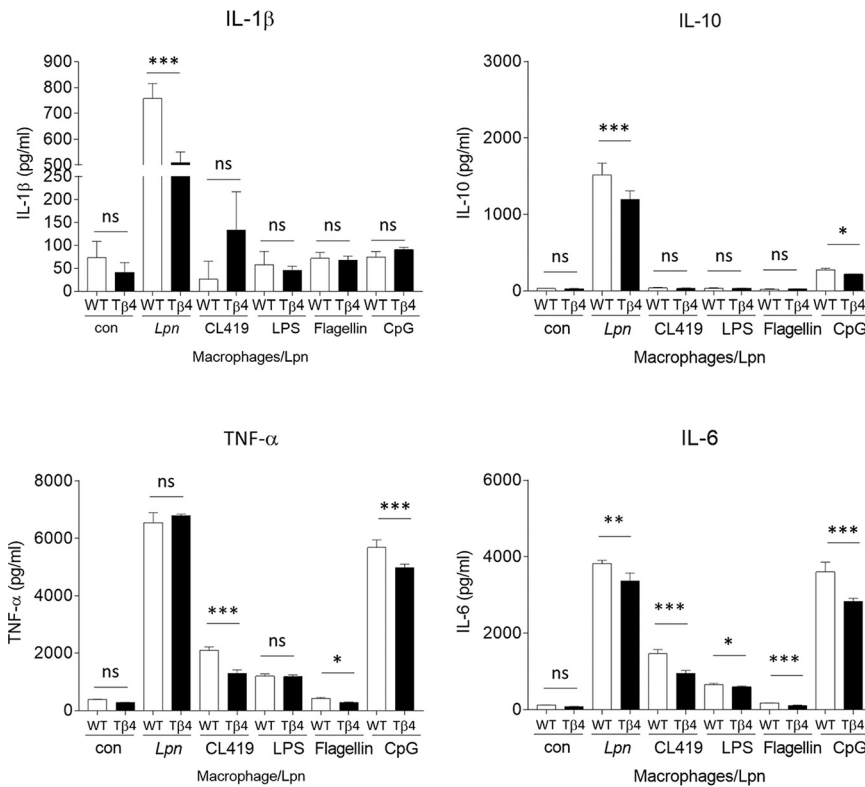 IL-1β
IL-1β (pg/ml)
900
800
700
600
500
250
200
150
100
50
0
ns
***
ns
ns
ns
ns
WT Tβ4 WT Tβ4 WT Tβ4 WT Tβ4 WT Tβ4 WT Tβ4
con Lpn CL419 LPS Flagellin CpG
Macrophages/Lpn
IL-10
IL-10 (pg/ml)
3000
2000
1000
0
ns
***
ns
ns
ns
*
WT Tβ4 WT Tβ4 WT Tβ4 WT Tβ4 WT Tβ4 WT Tβ4
con Lpn CL419 LPS Flagellin CpG
Macrophages/Lpn
TNF-α
TNF-α (pg/ml)
8000
6000
4000
2000
0
ns
ns
***
ns
*
***
WT Tβ4 WT Tβ4 WT Tβ4 WT Tβ4 WT Tβ4 WT Tβ4
con Lpn CL419 LPS Flagellin CpG
Macrophage/Lpn
IL-6
IL-6 (pg/ml)
6000
4000
2000
0
ns
**
***
*
***
***
WT Tβ4 WT Tβ4 WT Tβ4 WT Tβ4 WT Tβ4 WT Tβ4
con Lpn CL419 LPS Flagellin CpG
Macrophages/Lpn